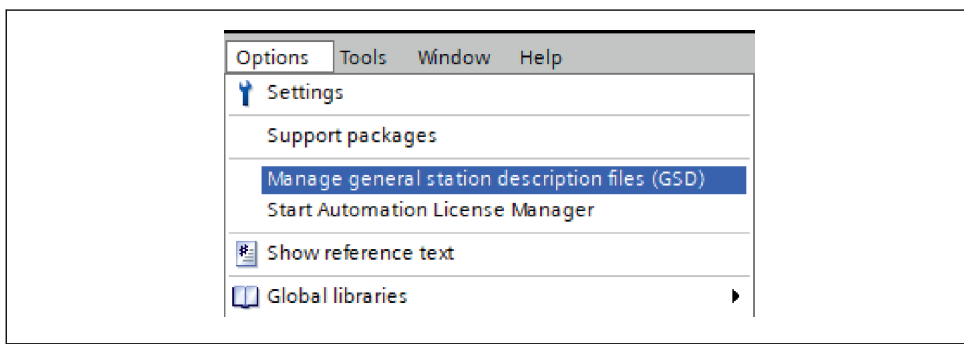 Options Tools Window Help
Settings
Support packages
Manage general station description files (GSD)
Start Automation License Manager
Show reference text
Global libraries